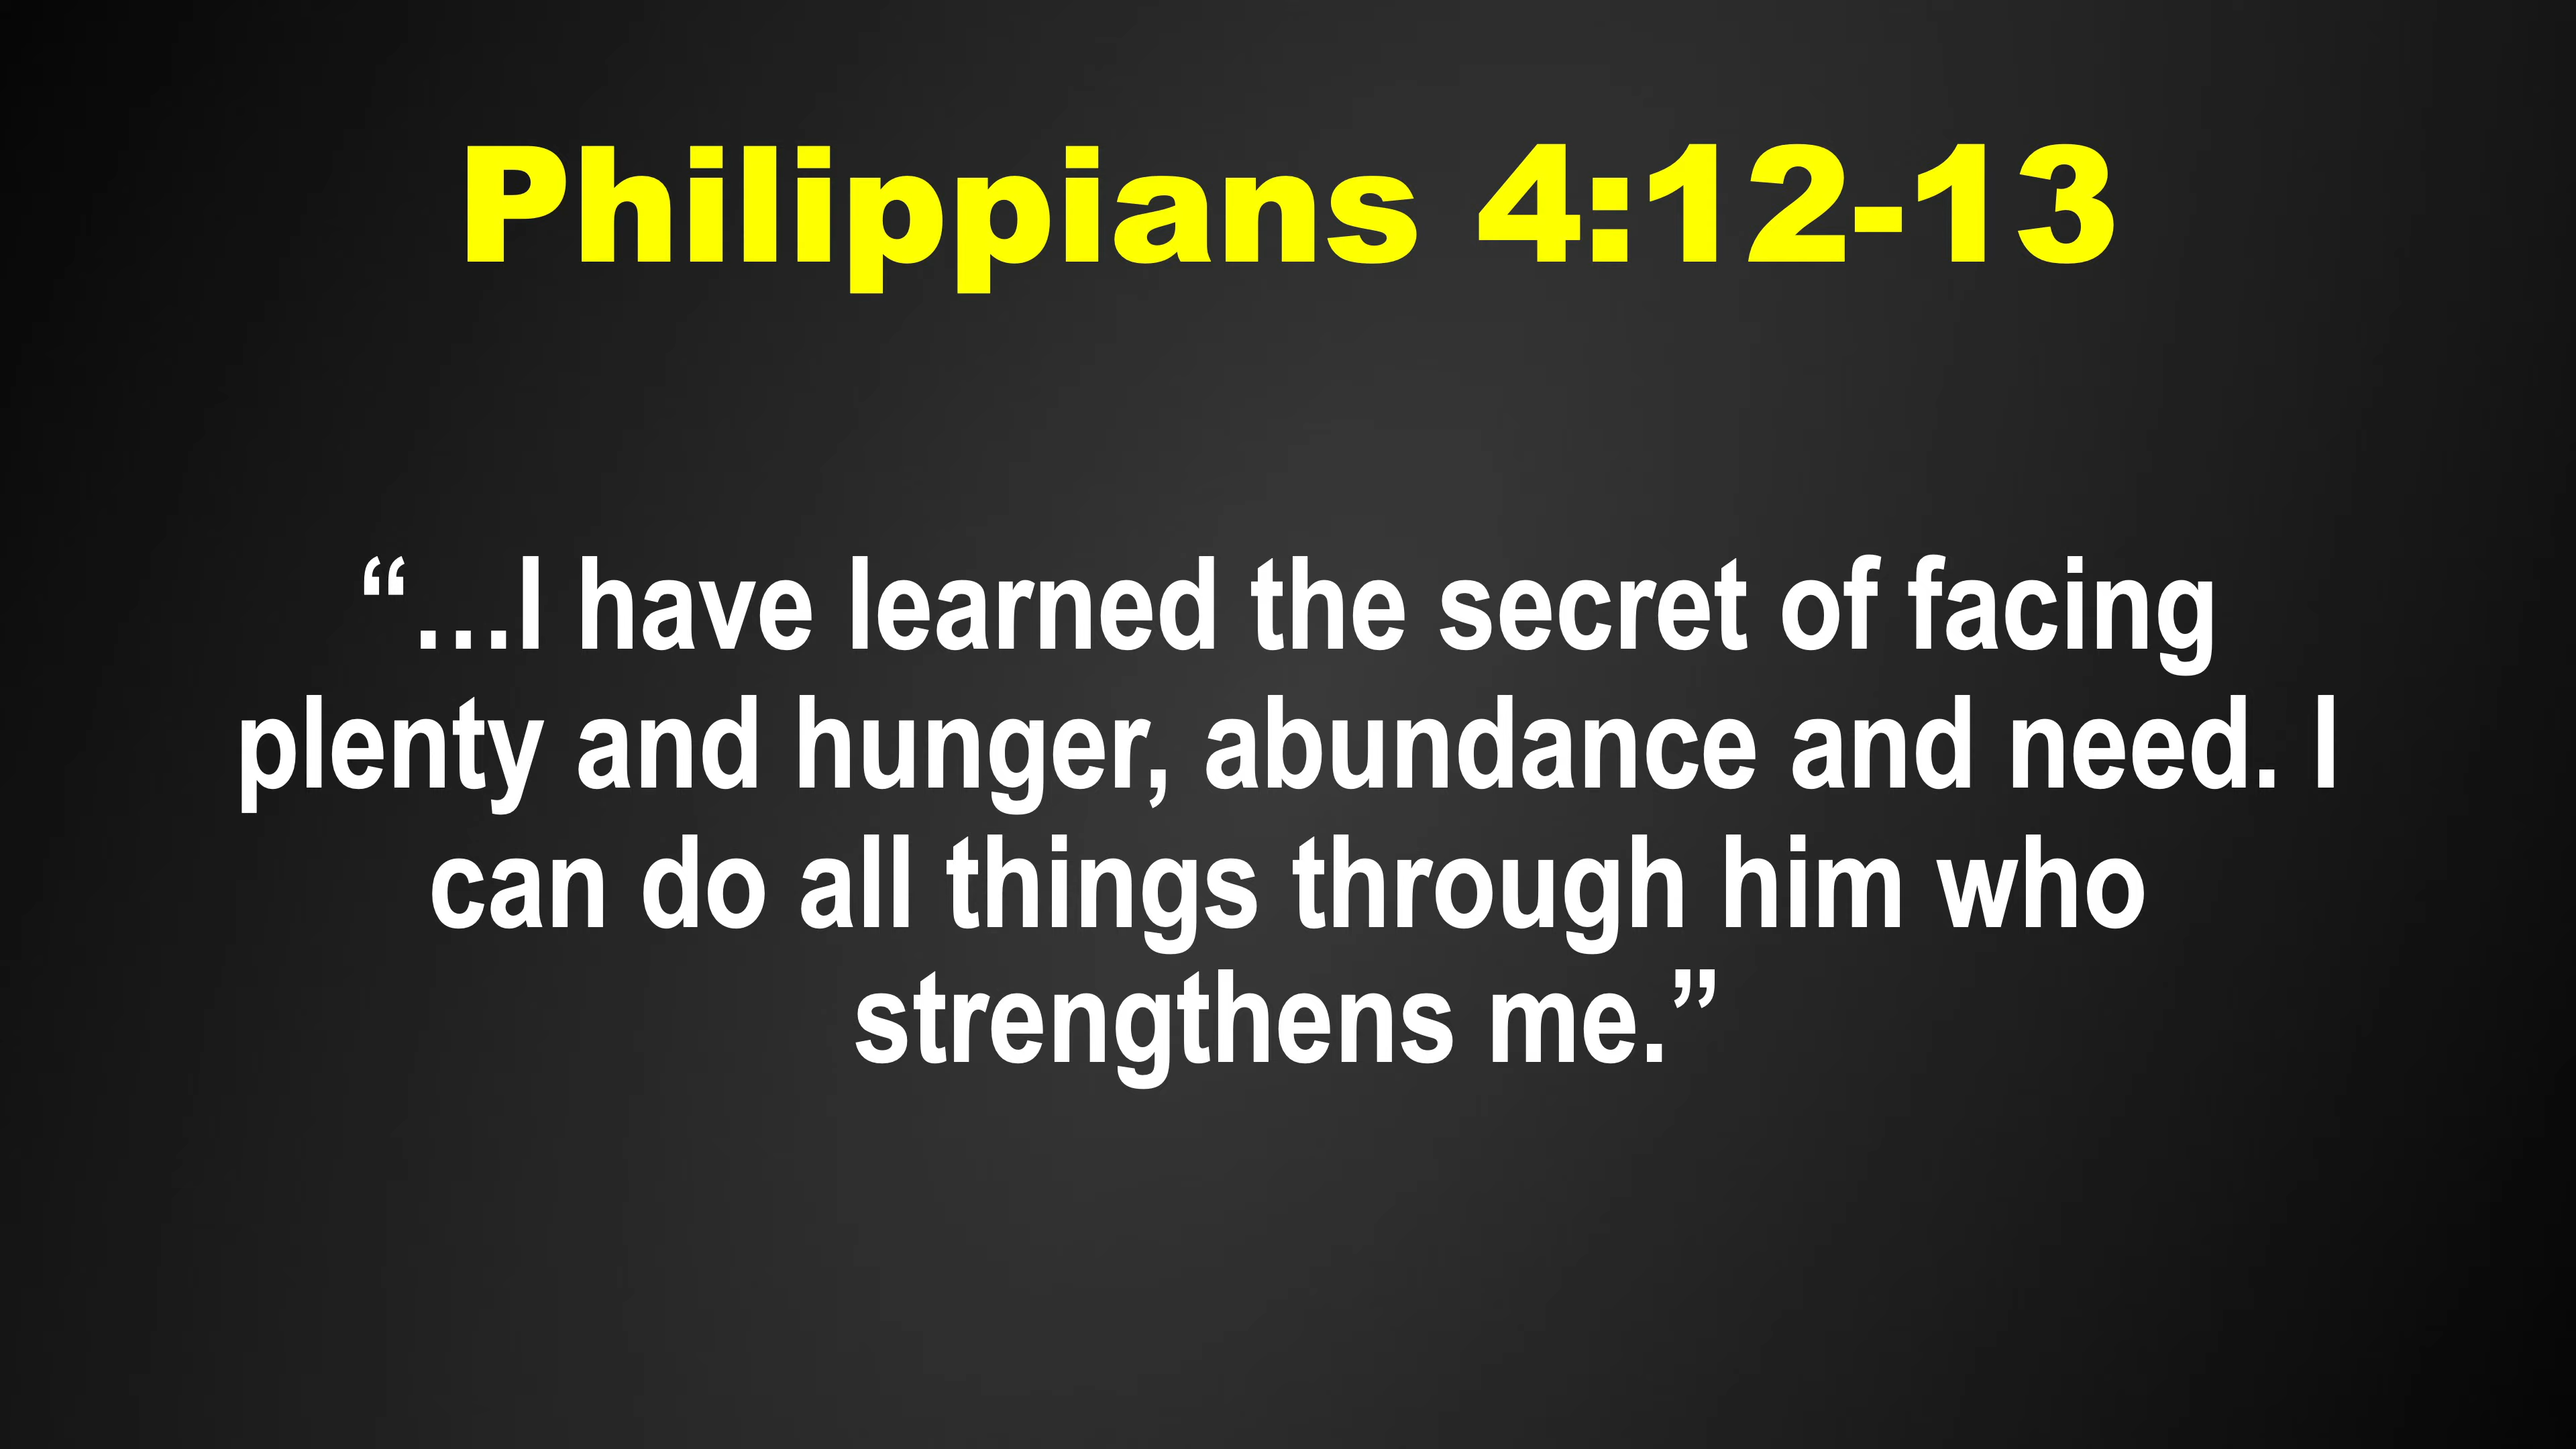 Philippians 4:12-13
“…I have learned the secret of facing
plenty and hunger, abundance and need. I
can do all things through him who
strengthens me.”